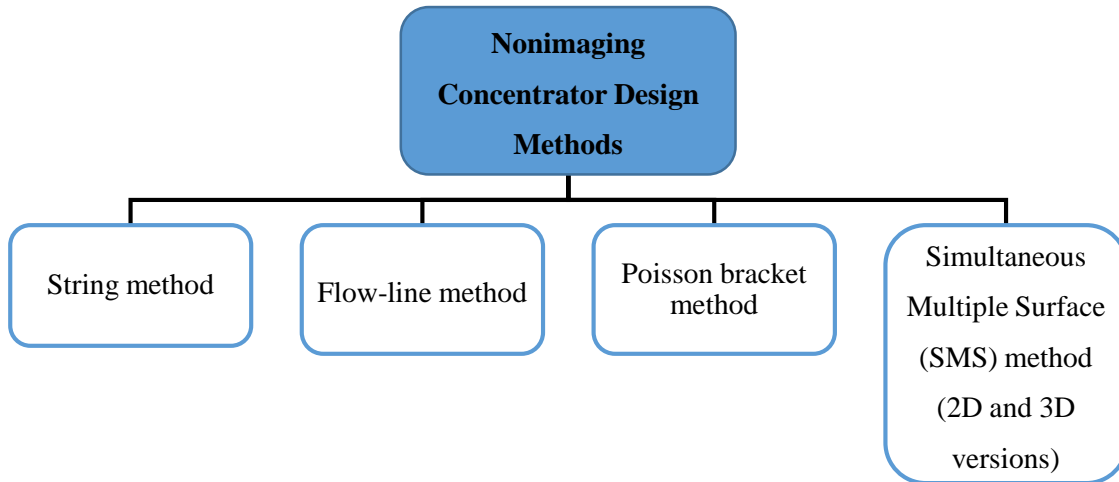 Nonimaging
Concentrator Design
Methods
String method
Flow-line method
Poisson bracket
method
Simultaneous
Multiple Surface
(SMS) method
(2D and 3D
versions)